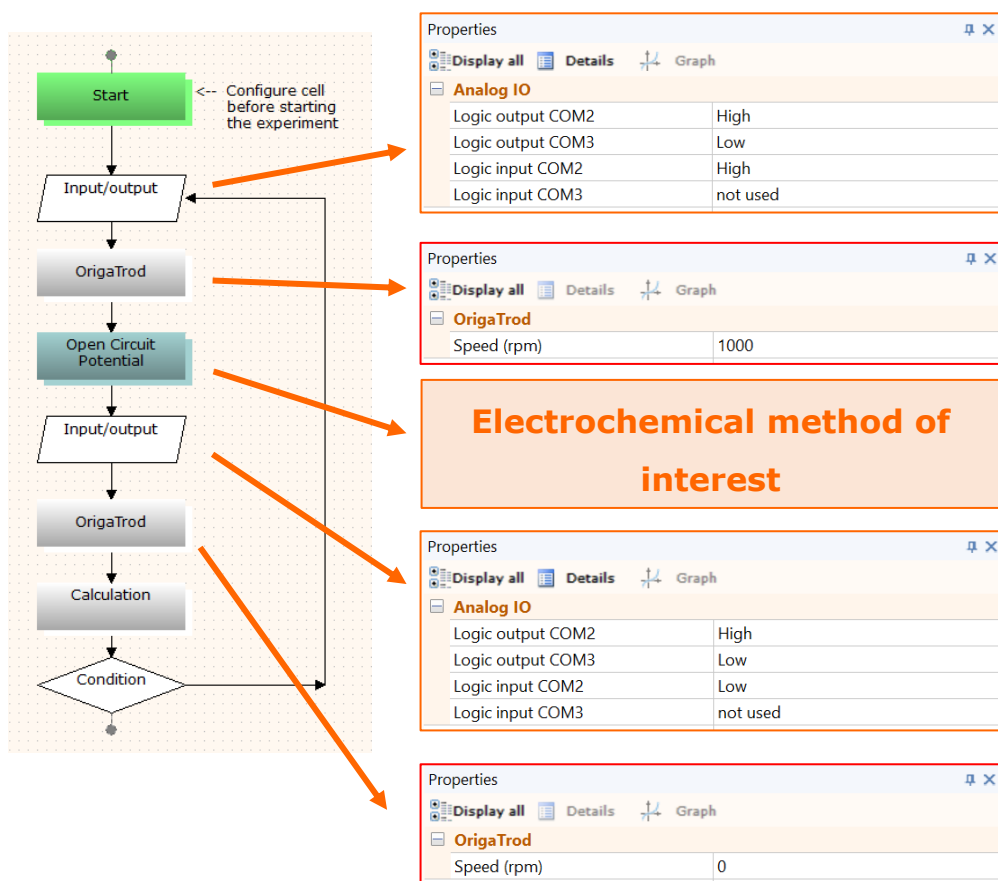 Start
<-- Configure cell
before starting
the experiment
Input/output
OrigaTrod
Open Circuit
Potential
Input/output
OrigaTrod
Calculation
Condition
Properties
Display all Details Graph
Analog IO
Logic output COM2 High
Logic output COM3 Low
Logic input COM2 High
Logic input COM3 not used
Properties
Display all Details Graph
OrigaTrod
Speed (rpm) 1000
Electrochemical method of
interest
Properties
Display all Details Graph
Analog IO
Logic output COM2 High
Logic output COM3 Low
Logic input COM2 Low
Logic input COM3 not used
Properties
Display all Details Graph
OrigaTrod
Speed (rpm) 0